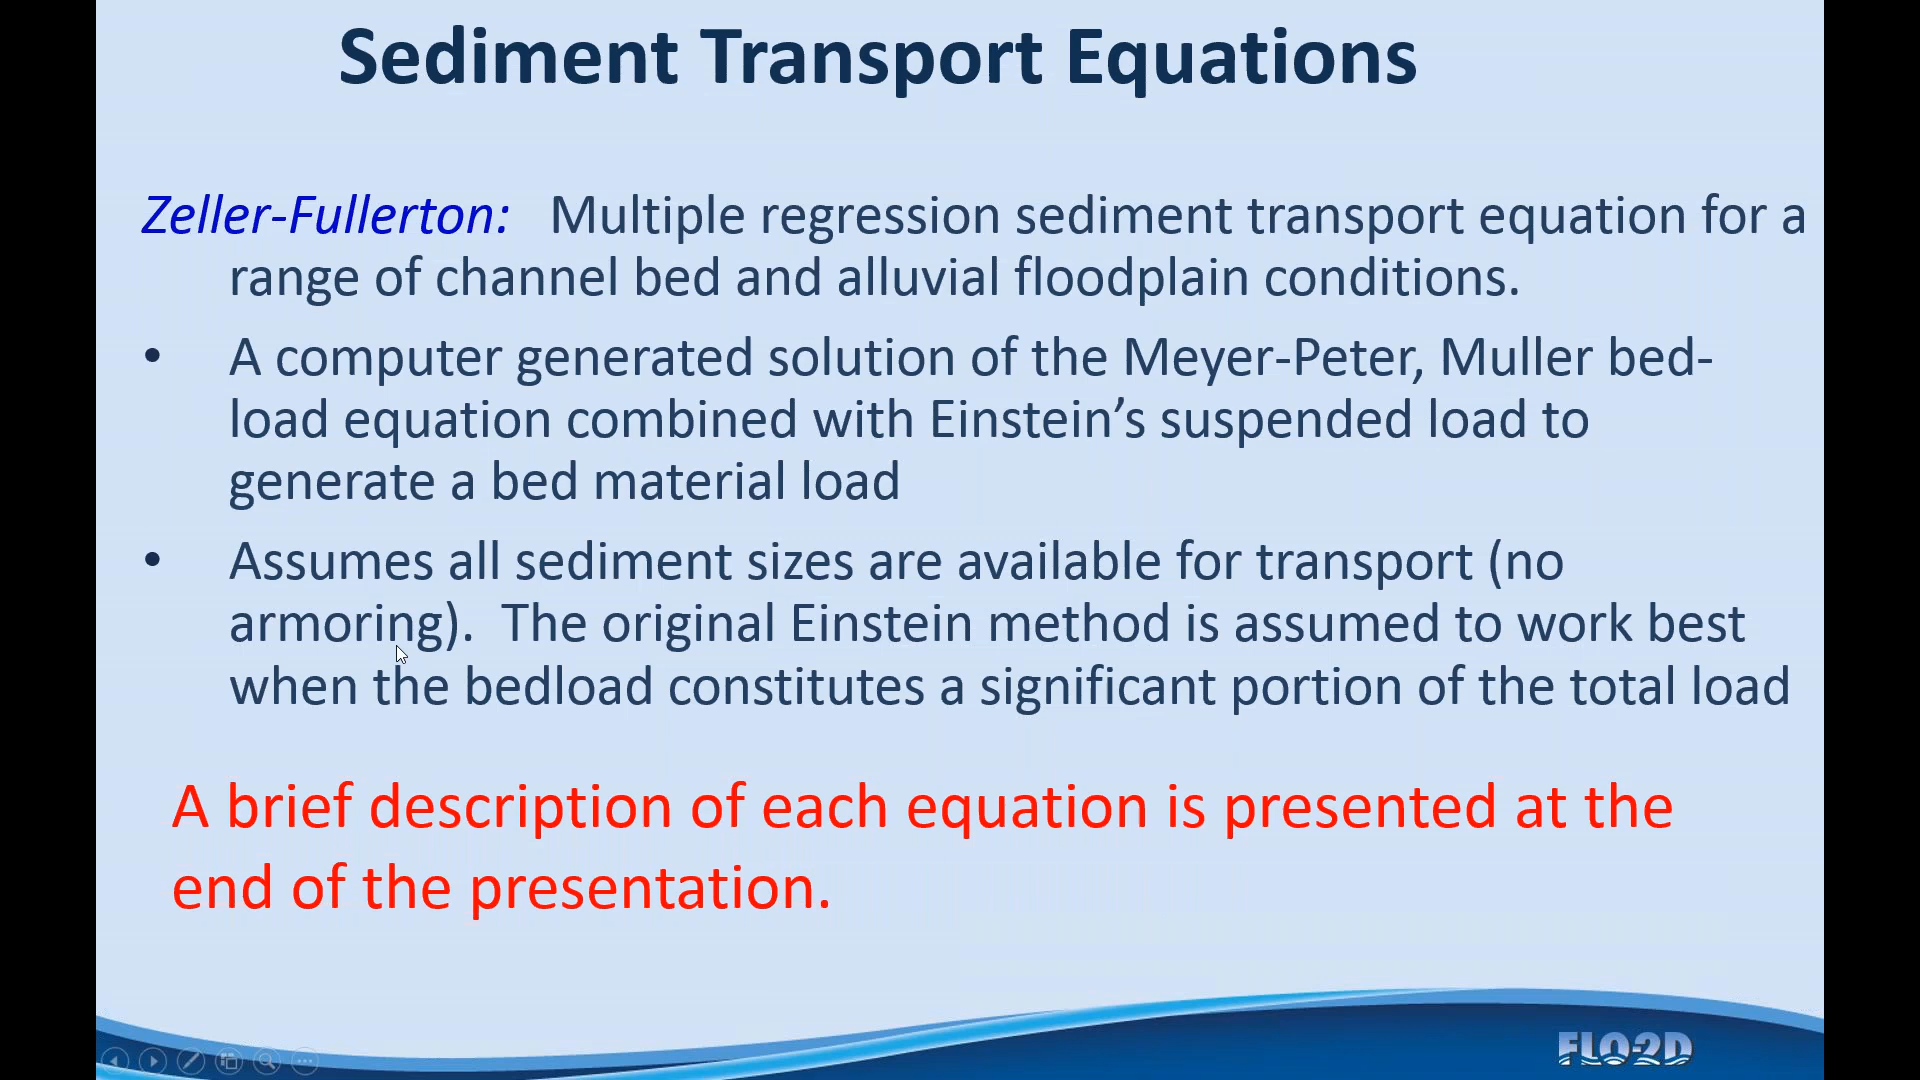 Sediment Transport Equations
Zeller-Fullerton: Multiple regression sediment transport equation for a
range of channel bed and alluvial floodplain conditions.
• A computer generated solution of the Meyer-Peter, Muller bed-
load equation combined with Einstein’s suspended load to
generate a bed material load
• Assumes all sediment sizes are available for transport (no
armoring). The original Einstein method is assumed to work best
when the bedload constitutes a significant portion of the total load
A brief description of each equation is presented at the
end of the presentation.
FLO-2D